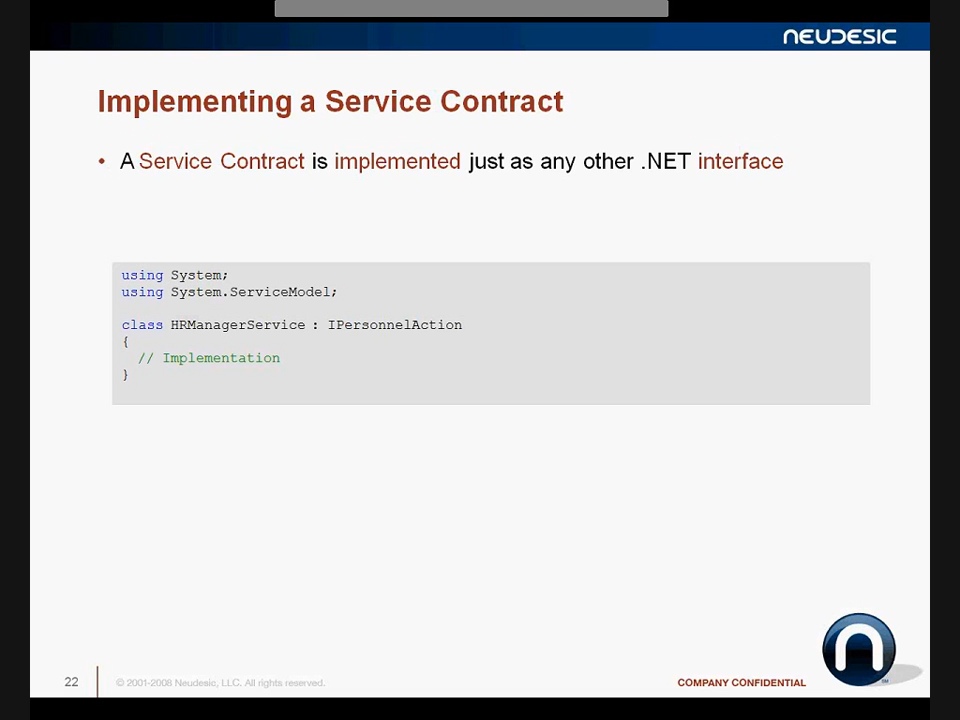 NEUDESIC
Implementing a Service Contract
• A Service Contract is implemented just as any other .NET interface
using System;
using System.ServiceModel;
class HRManagerService : IPersonnelAction
{
// Implementation
}
n
SM
22
© 2001-2008 Neudesic, LLC. All rights reserved.
COMPANY CONFIDENTIAL